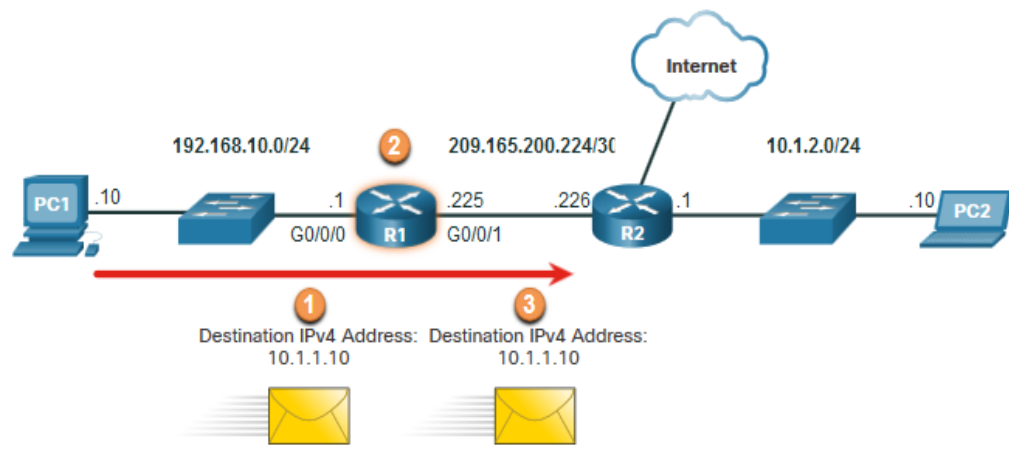 Internet
192.168.10.0/24
2
209.165.200.224/30
10.1.2.0/24
PC1
.10
.1
R1
.225
.226
R2
.1
.10
PC2
G0/0/0
G0/0/1
1
3
Destination IPv4 Address:
10.1.1.10
Destination IPv4 Address:
10.1.1.10